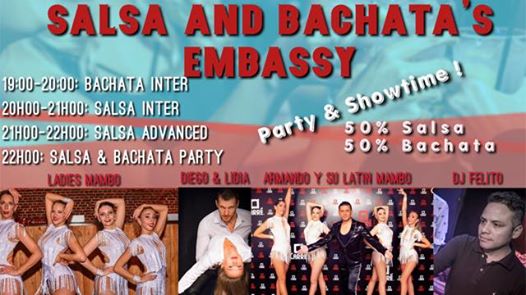 SALSA AND BACHATA'S
EMBASSY
19:00-20:00: BACHATA INTER
20H00-21H00: SALSA INTER
21H00-22H00: SALSA ADVANCED
22H00: SALSA & BACHATA PARTY
Party & Showtime !
50% Salsa
50% Bachata
LADIES MAMBO
DIEGO & LIDIA
ARMANDO Y SU LATIN MAMBO
DJ FELITO
CARRÉ